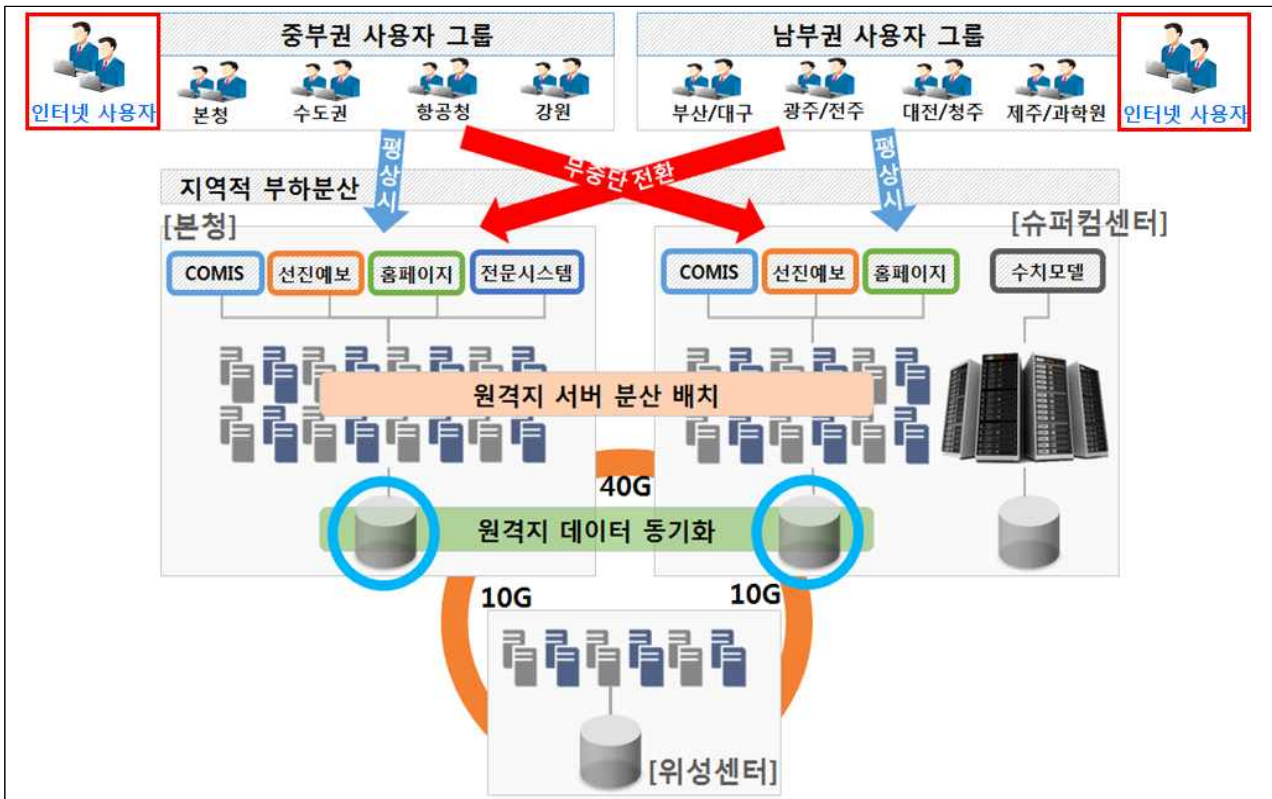 중부권 사용자 그룹
남부권 사용자 그룹
인터넷 사용자
본청
수도권
항공청
강원
부산/대구
광주/전주
대전/청주
제주/과학원
인터넷 사용자
평상시
무중단 전환
평상시
지역적 부하분산
[본청]
[슈퍼컴센터]
COMIS
선진예보
홈페이지
전문시스템
COMIS
선진예보
홈페이지
수치모델
원격지 서버 분산 배치
40G
원격지 데이터 동기화
10G
10G
[위성센터]